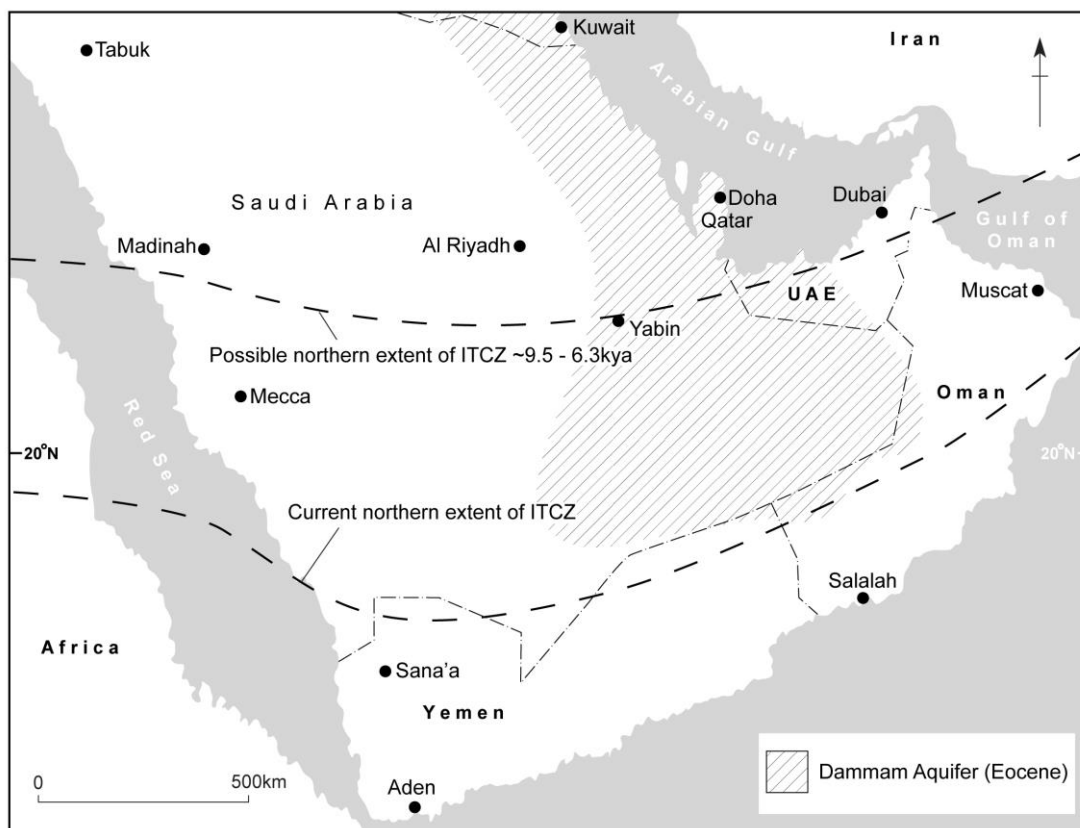 Kuwait
Tabuk
Iran
Arabian Gulf
Saudi Arabia
Doha
Qatar
Dubai
Gulf of
Oman
Madinah
Al Riyadh
UAE
Muscat
Yabin
Possible northern extent of ITCZ ~9.5 - 6.3kya
Mecca
Oman
Red Sea
20°N
20°N
Current northern extent of ITCZ
Salalah
Africa
Sana'a
Yemen
Dammam Aquifer (Eocene)
0
500km
Aden